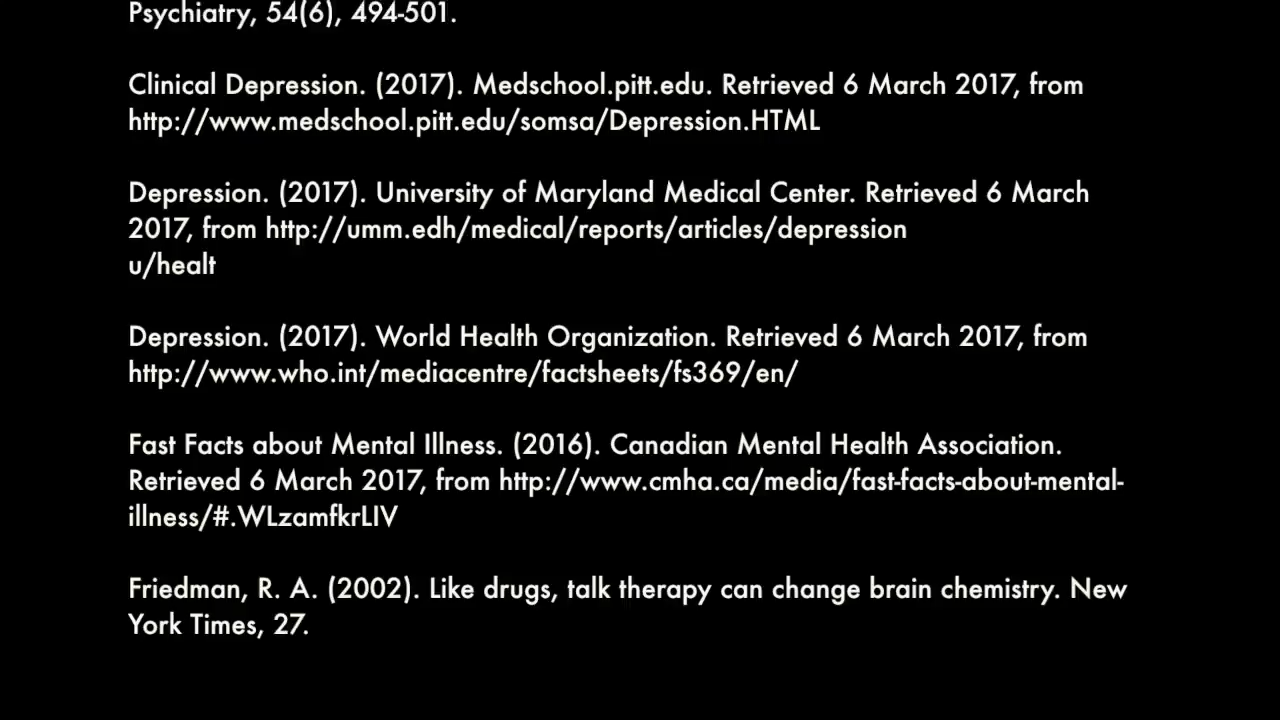 Psychiatry, 54(6), 494-501.
Clinical Depression. (2017). Medschool.pitt.edu. Retrieved 6 March 2017, from
http://www.medschool.pitt.edu/somsa/Depression.HTML
Depression. (2017). University of Maryland Medical Center. Retrieved 6 March
2017, from http://umm.edh/medical/reports/articles/depression
u/healt
Depression. (2017). World Health Organization. Retrieved 6 March 2017, from
http://www.who.int/mediacentre/factsheets/fs369/en/
Fast Facts about Mental Illness. (2016). Canadian Mental Health Association.
Retrieved 6 March 2017, from http://www.cmha.ca/media/fast-facts-about-mental-
illness/#.WLzamfkrLIV
Friedman, R. A. (2002). Like drugs, talk therapy can change brain chemistry. New
York Times, 27.